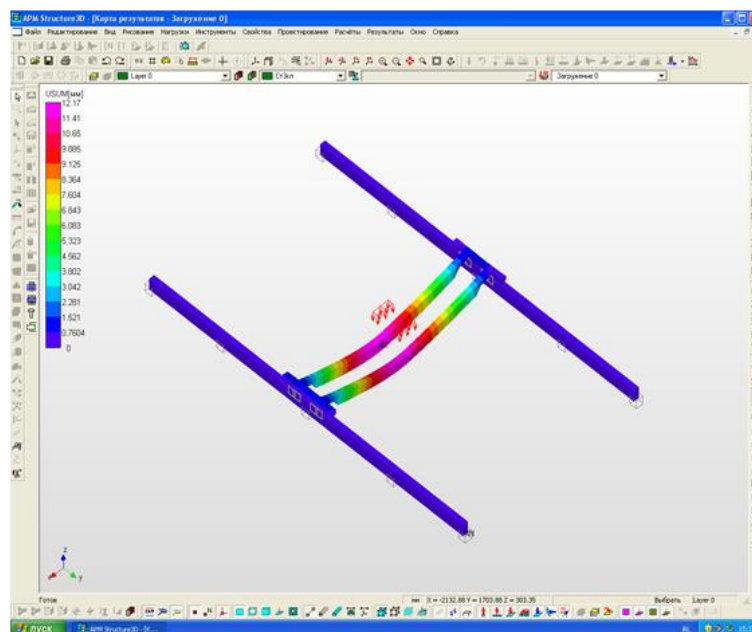 APM Structure3D - [Карта результатов - Загружение 0]
Файл Редактирование Вид Рисование Нагрузки Инструменты Свойства Проектирование Расчёты Результаты Окно Справка
Layer 0 Ст3кп Загружение 0
USUM[мм]
12.17
11.41
10.65
9.885
9.125
8.364
7.604
6.843
6.083
5.323
4.562
3.802
3.042
2.281
1.521
0.7604
0
z
x y
Готов мм X = -2132.88 Y = 1703.88 Z = 303.35 Выбрать Layer 0
пуск APM Structure3D - [К...